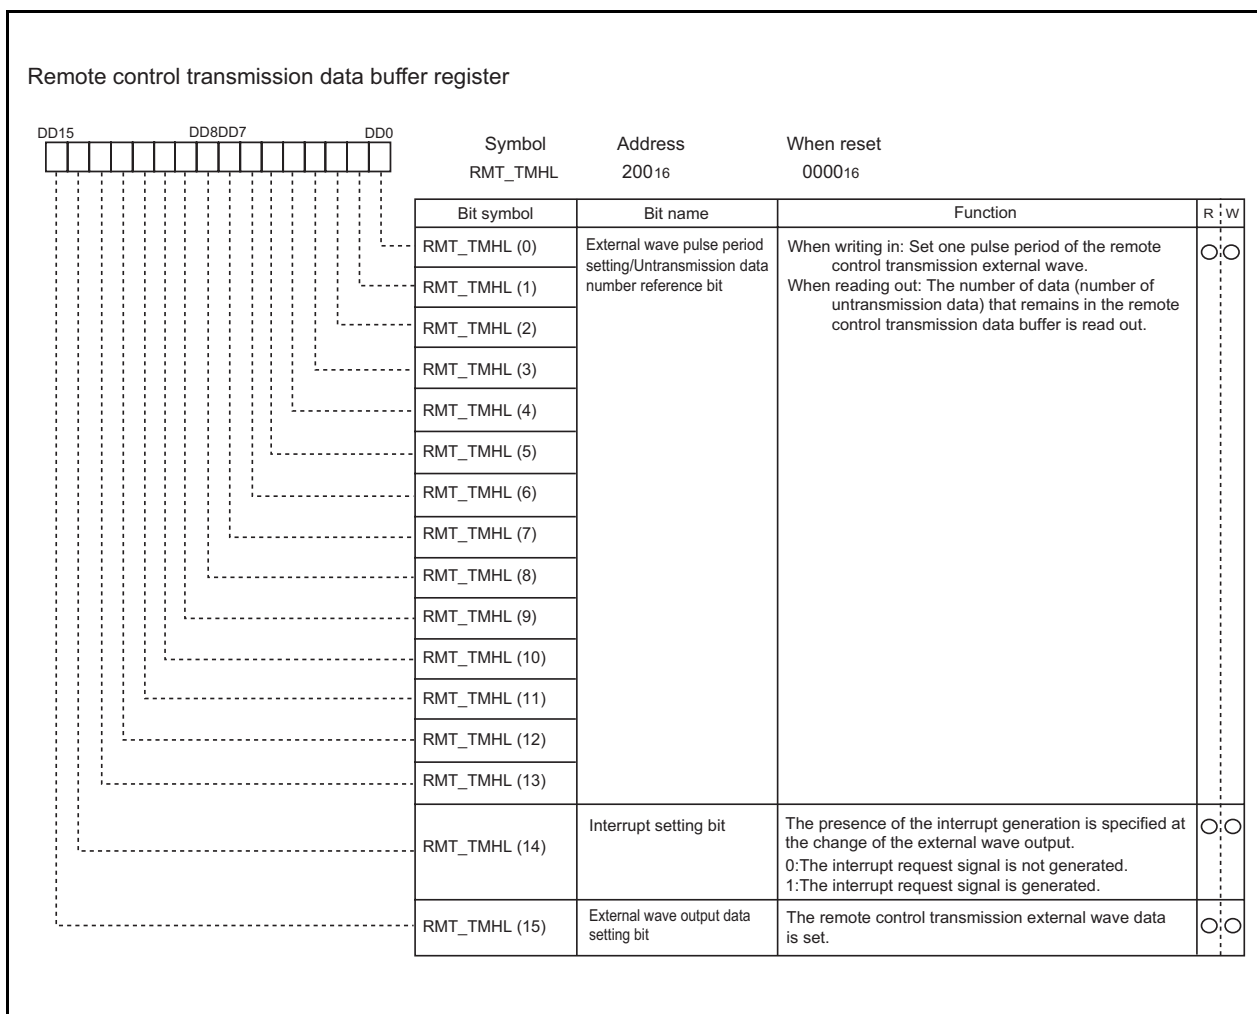 Remote control transmission data buffer register
DD15 DD8DD7 DD0
Symbol Address When reset
RMT_TMHL 20016 000016
Bit symbol Bit name Function R W
RMT_TMHL (0)
RMT_TMHL (1)
RMT_TMHL (2)
RMT_TMHL (3)
RMT_TMHL (4)
RMT_TMHL (5)
RMT_TMHL (6)
RMT_TMHL (7)
RMT_TMHL (8)
RMT_TMHL (9)
RMT_TMHL (10)
RMT_TMHL (11)
RMT_TMHL (12)
RMT_TMHL (13)
External wave pulse period
setting/Untransmission data
number reference bit
When writing in: Set one pulse period of the remote
control transmission external wave.
When reading out: The number of data (number of
untransmission data) that remains in the remote
control transmission data buffer is read out.
RMT_TMHL (14)
Interrupt setting bit
The presence of the interrupt generation is specified at
the change of the external wave output.
0:The interrupt request signal is not generated.
1:The interrupt request signal is generated.
RMT_TMHL (15)
External wave output data
setting bit
The remote control transmission external wave data
is set.